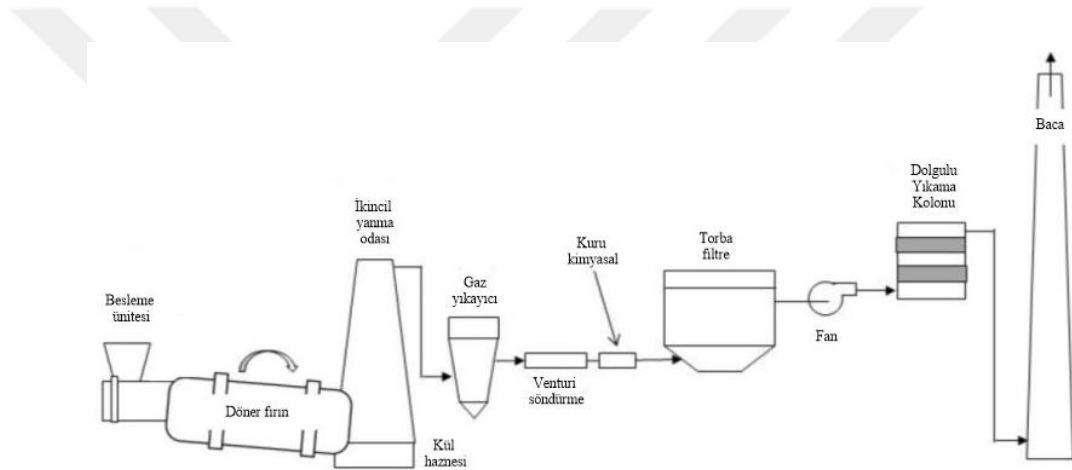 Besleme
ünitesi
Döner fırın
İkincil
yanma
odası
Kül
haznesi
Gaz
yıkayıcı
Venturi
söndürme
Kuru
kimyasal
Torba
filtre
Fan
Dolgulu
Yıkama
Kolonu
Baca